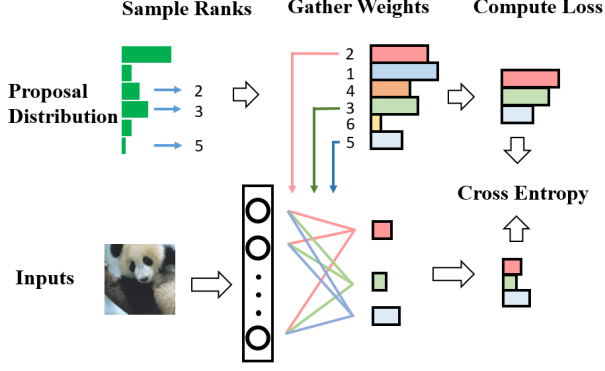 Sample Ranks
Gather Weights
Compute Loss
Proposal
Distribution
2
3
5
2
1
4
3
6
5
Cross Entropy
Inputs